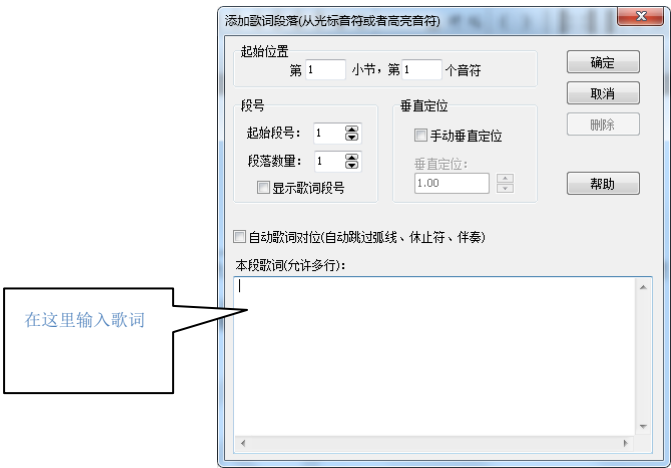 添加歌词段落(从光标音符或者高亮音符)
起始位置
第 1 小节，第 1 个音符
确定
取消
删除
帮助
段号
起始段号： 1
段落数量： 1
显示歌词段号
垂直定位
手动垂直定位
垂直定位：
1.00
自动歌词对位(自动跳过弧线、休止符、伴奏)
本段歌词(允许多行)：
在这里输入歌词